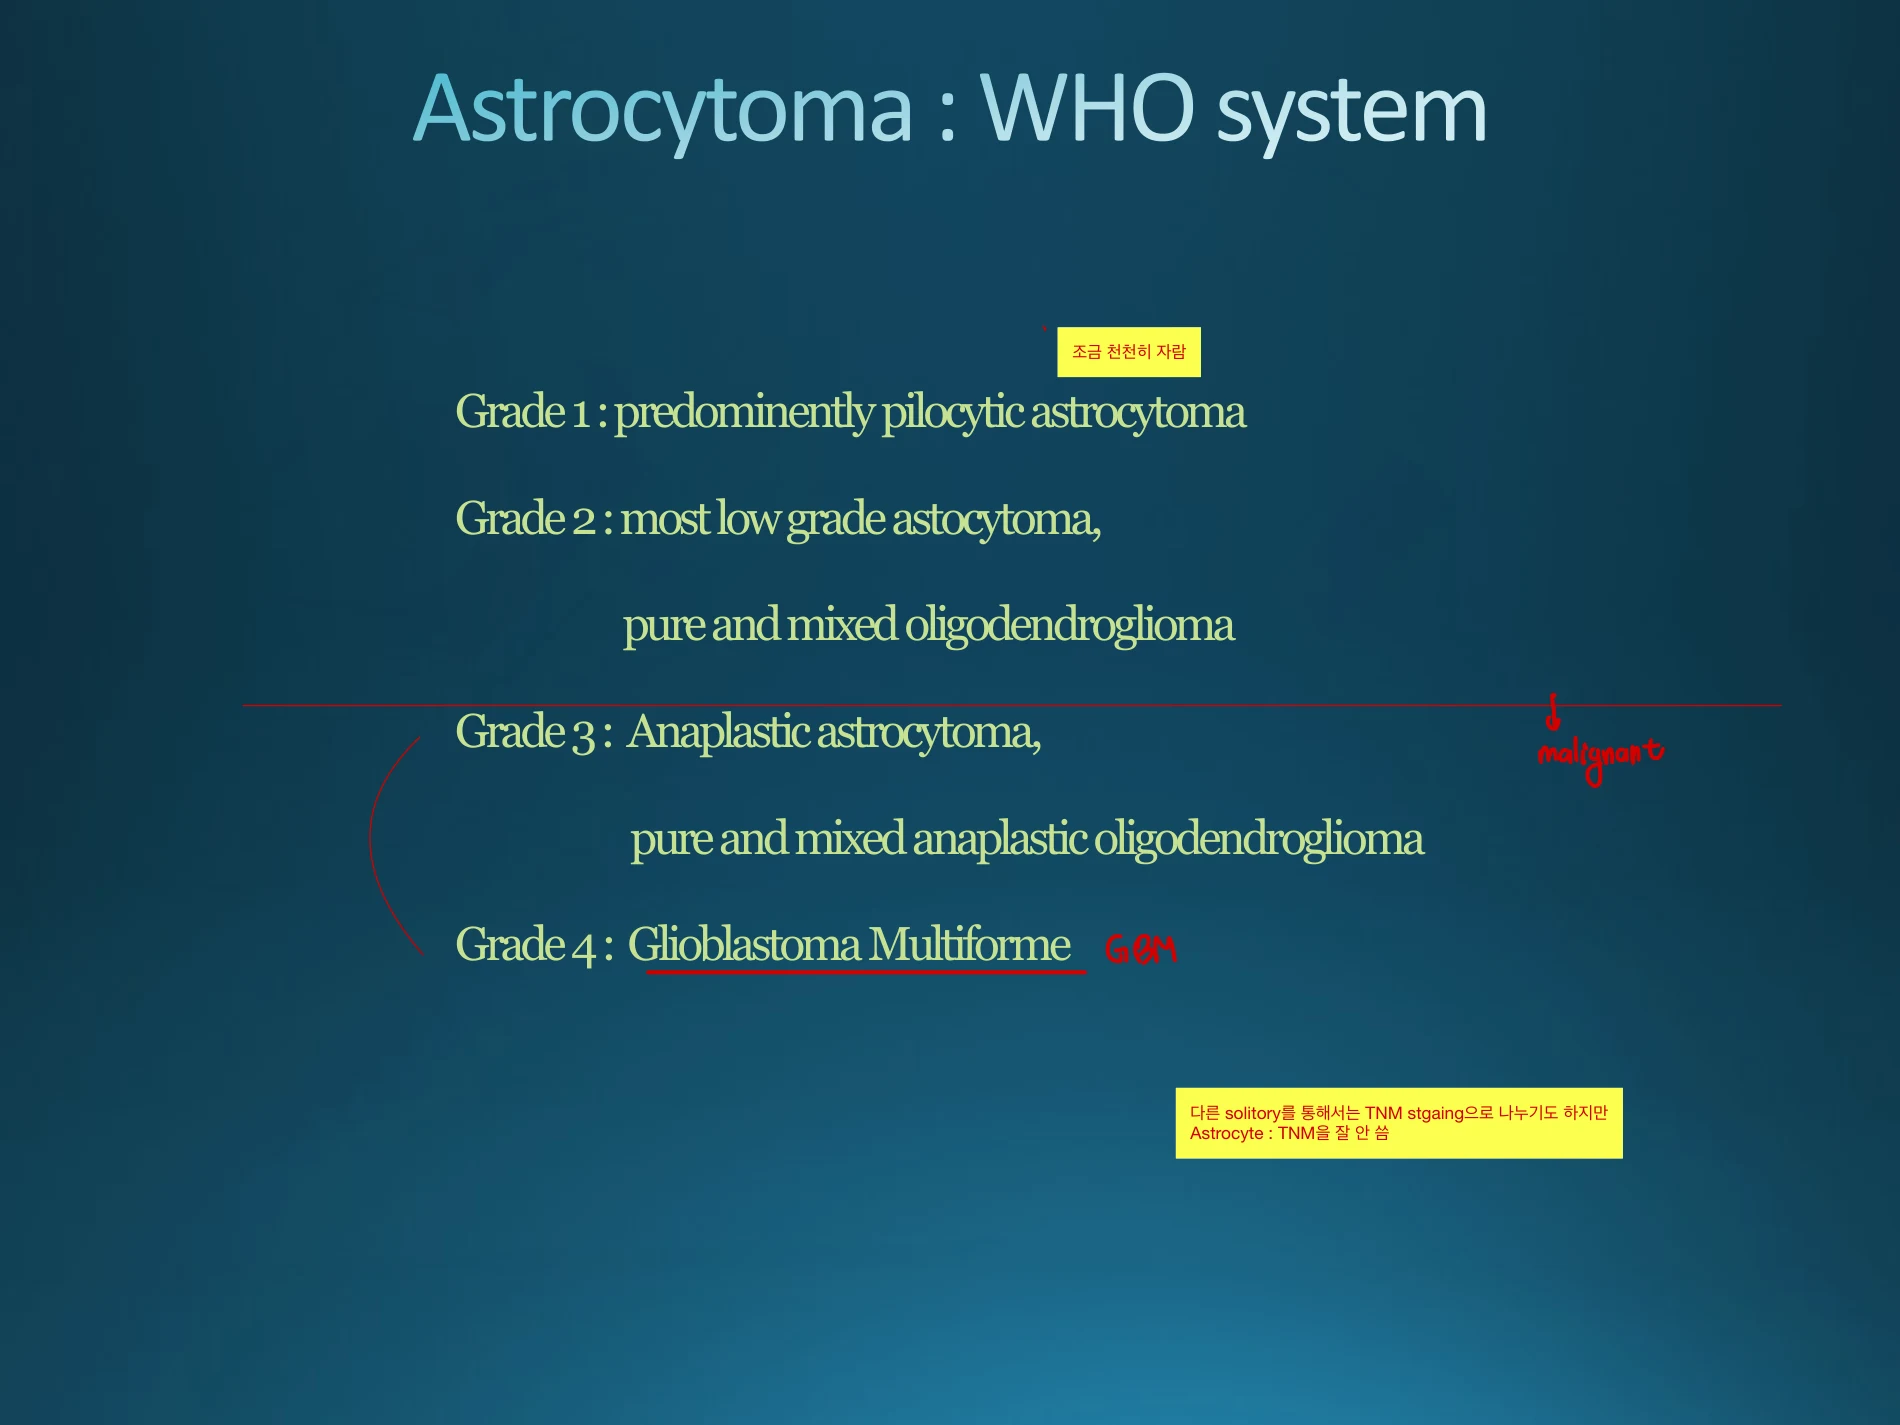 Astrocytoma : WHO system
조금 천천히 자람
Grade 1 : predominently pilocytic astrocytoma
Grade 2 : most low grade astocytoma,
pure and mixed oligodendroglioma
Grade 3 : Anaplastic astrocytoma,
malignant
pure and mixed anaplastic oligodendroglioma
Grade 4 : Glioblastoma Multiforme GBM
다른 solitory를 통해서는 TNM stgaing으로 나누기도 하지만
Astrocyte : TNM을 잘 안 씀